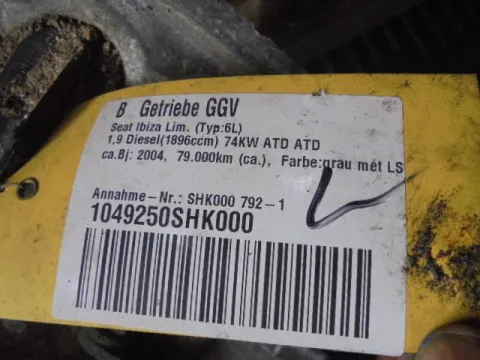 B Getriebe GGV
Seat Ibiza Lim. (Typ:6L)
1,9 Diesel(1896ccm) 74KW ATD ATD
ca.Bj: 2004, 79.000km (ca.), Farbe:grau met LS
Annahme-Nr.: SHK000 792-1
1049250SHK000